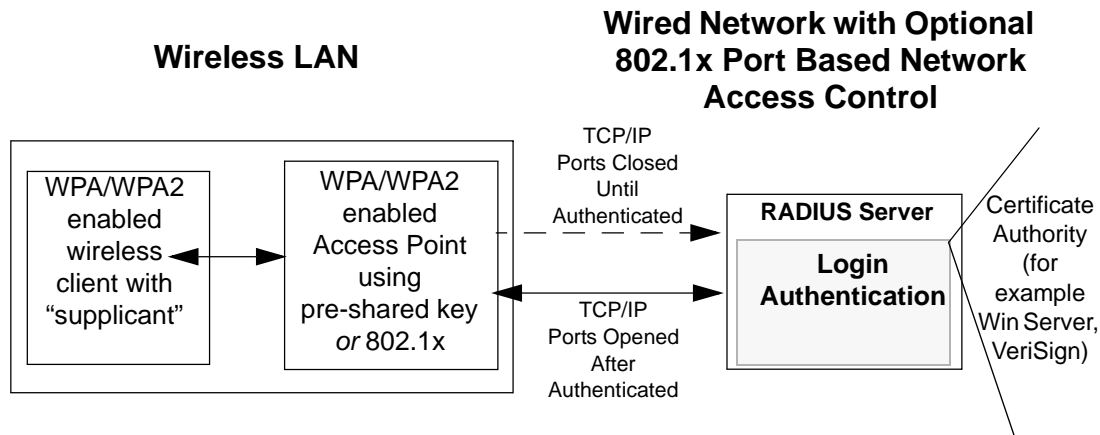 Wireless LAN
Wired Network with Optional
802.1x Port Based Network
Access Control
WPA/WPA2
enabled
wireless
client with
“supplicant”
WPA/WPA2
enabled
Access Point
using
pre-shared key
or 802.1x
TCP/IP
Ports Closed
Until
Authenticated
TCP/IP
Ports Opened
After
Authenticated
RADIUS Server
Login
Authentication
Certificate
Authority
(for
example
Win Server,
VeriSign)